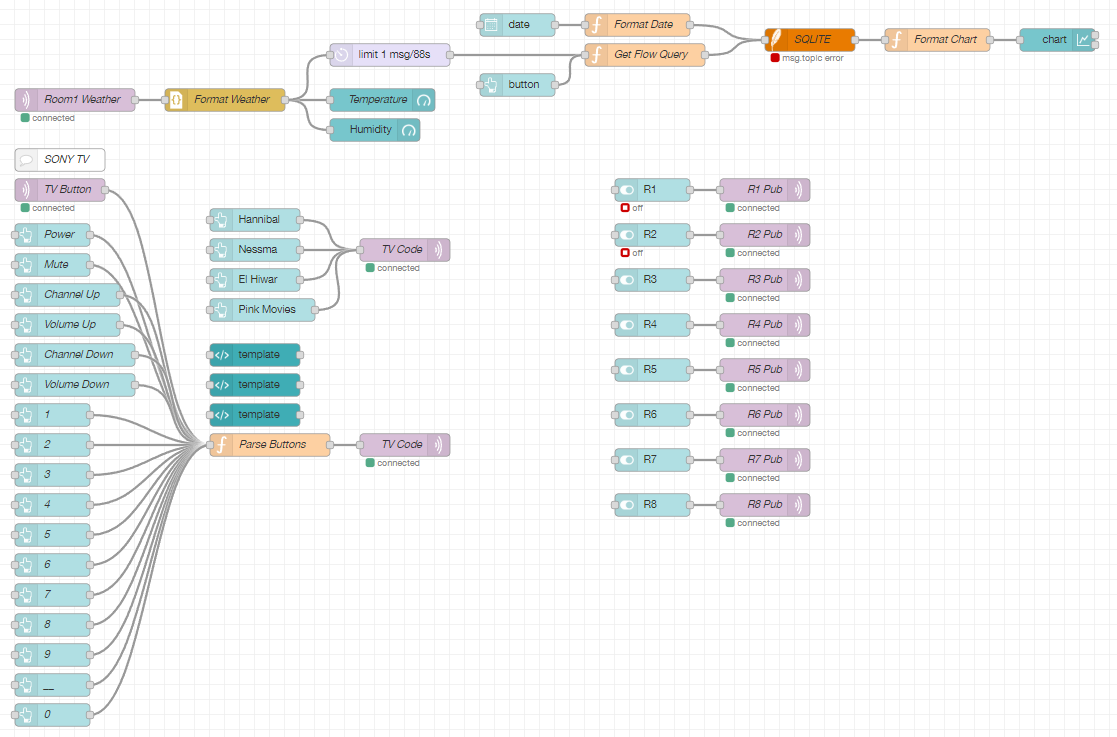 date
Format Date
SQLITE
Format Chart
chart
msg.topic error
limit 1 msg/88s
Get Flow Query
button
Room1 Weather
connected
Format Weather
Temperature
Humidity
SONY TV
TV Button
connected
Power
Mute
Channel Up
Volume Up
Channel Down
Volume Down
1
2
3
4
5
6
7
8
9
__
0
Hannibal
Nessma
El Hiwar
Pink Movies
TV Code
connected
template
template
template
Parse Buttons
TV Code
connected
R1
off
R1 Pub
connected
R2
off
R2 Pub
connected
R3
R3 Pub
connected
R4
R4 Pub
connected
R5
R5 Pub
connected
R6
R6 Pub
connected
R7
R7 Pub
connected
R8
R8 Pub
connected